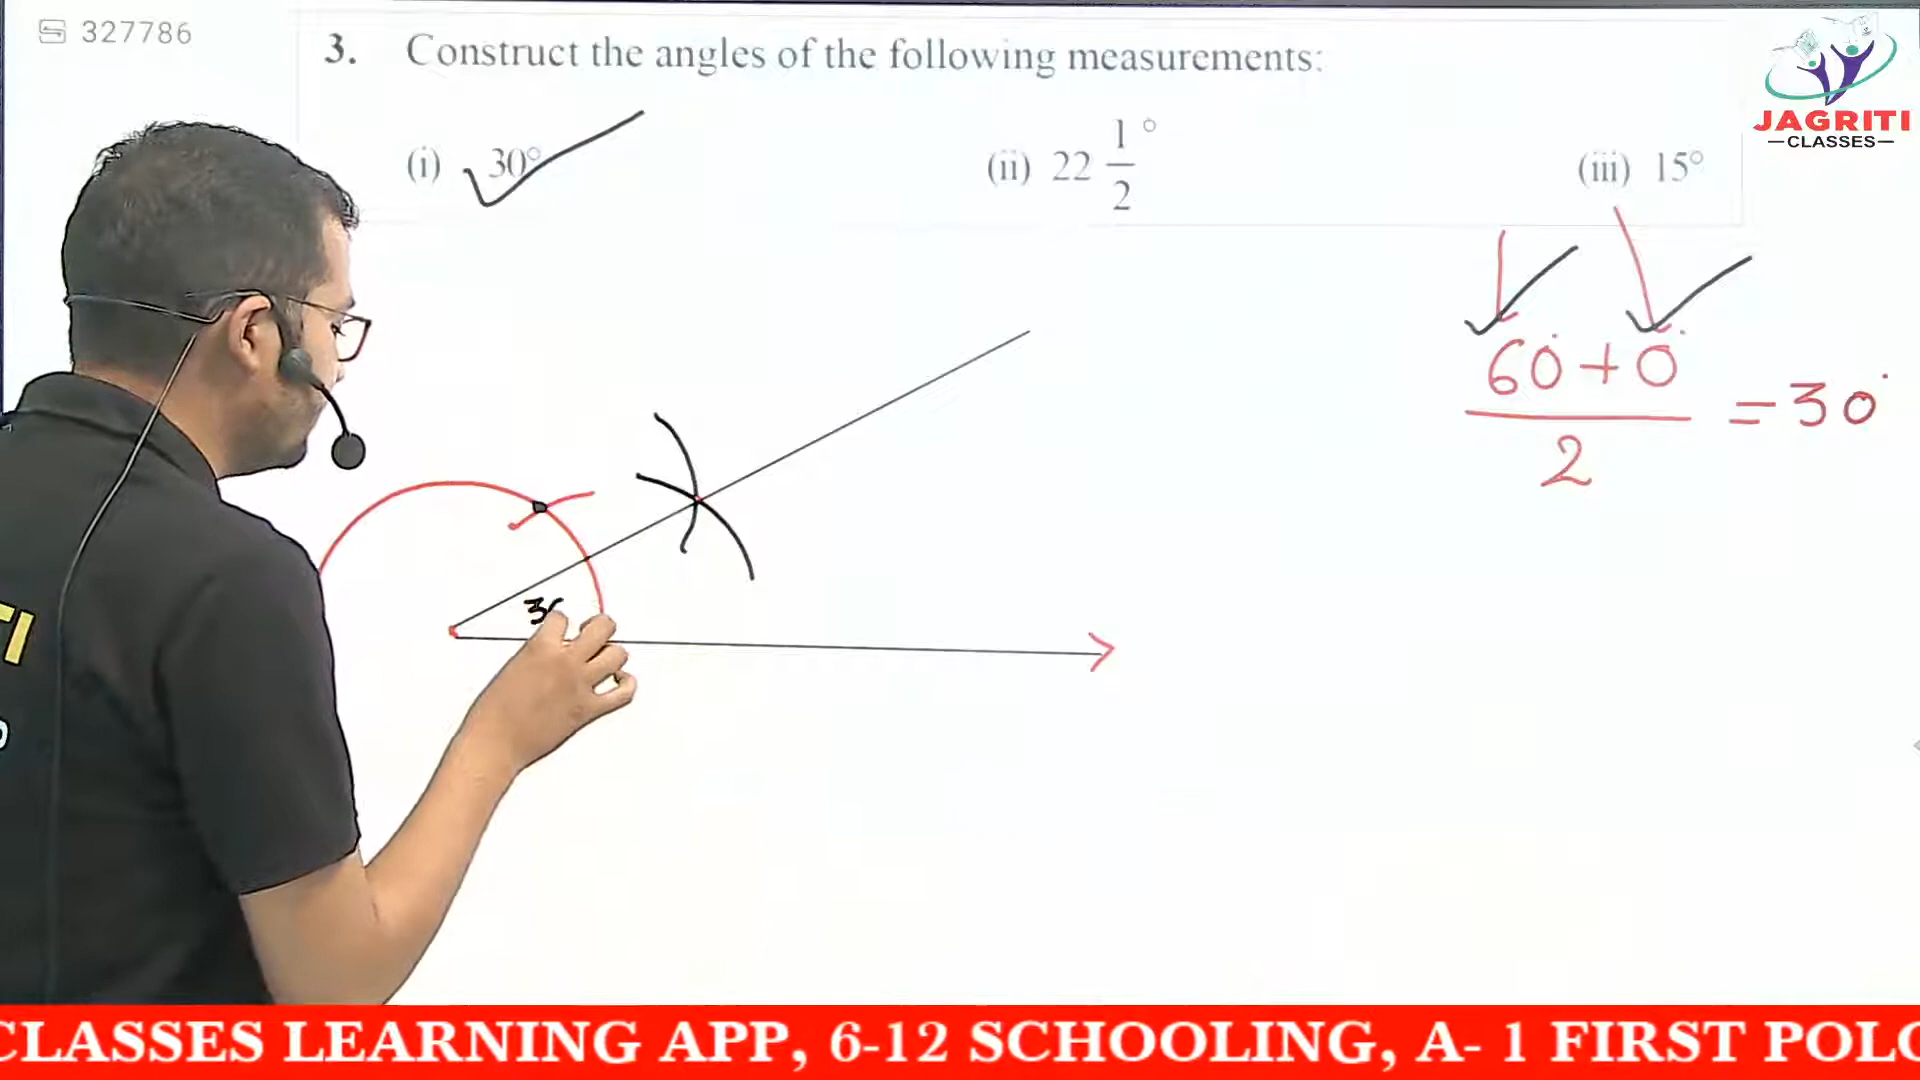 327786
3. Construct the angles of the following measurements:
(i) 30° (ii) 22 1/2° (iii) 15°
JAGRITI
CLASSES
60° + 0°
2
= 30°
CLASSES LEARNING APP, 6-12 SCHOOLING, A- 1 FIRST